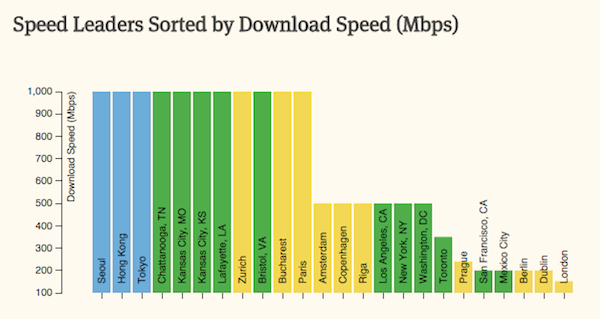 Speed Leaders Sorted by Download Speed (Mbps)
Download Speed (Mbps)
1,000
900
800
700
600
500
400
300
200
100
Seoul
Hong Kong
Tokyo
Chattanooga, TN
Kansas City, MO
Kansas City, KS
Lafayette, LA
Zurich
Bristol, VA
Bucharest
Paris
Amsterdam
Copenhagen
Riga
Los Angeles, CA
New York, NY
Washington, DC
Toronto
Prague
San Francisco, CA
Mexico City
Berlin
Dublin
London